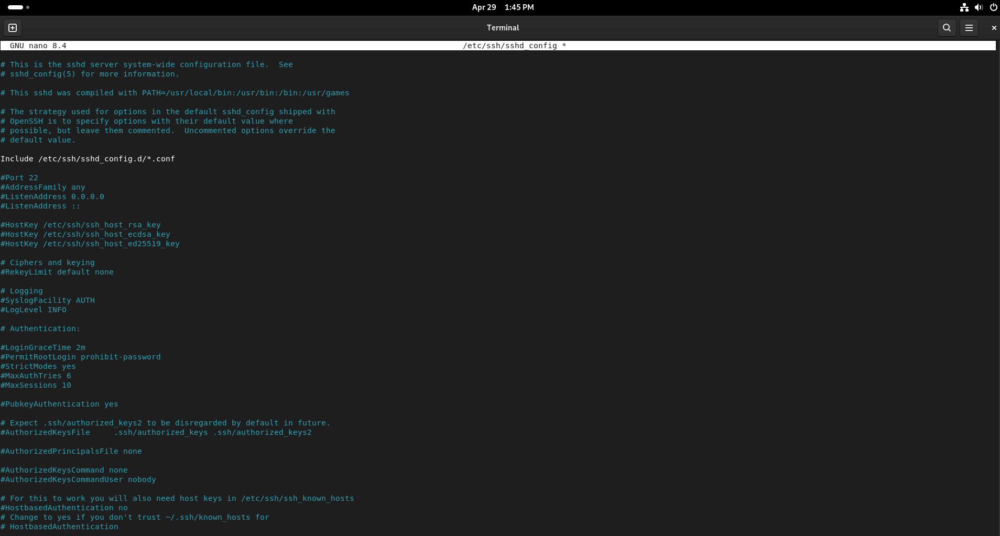 Apr 29 1:45 PM
Terminal
GNU nano 8.4 /etc/ssh/sshd_config *
# This is the sshd server system-wide configuration file.  See
# sshd_config(5) for more information.
# This sshd was compiled with PATH=/usr/local/bin:/usr/bin:/bin:/usr/games
# The strategy used for options in the default sshd_config shipped with
# OpenSSH is to specify options with their default value where
# possible, but leave them commented.  Uncommented options override the
# default value.
Include /etc/ssh/sshd_config.d/*.conf
#Port 22
#AddressFamily any
#ListenAddress 0.0.0.0
#ListenAddress ::
#HostKey /etc/ssh/ssh_host_rsa_key
#HostKey /etc/ssh/ssh_host_ecdsa_key
#HostKey /etc/ssh/ssh_host_ed25519_key
# Ciphers and keying
#RekeyLimit default none
# Logging
#SyslogFacility AUTH
#LogLevel INFO
# Authentication:
#LoginGraceTime 2m
#PermitRootLogin prohibit-password
#StrictModes yes
#MaxAuthTries 6
#MaxSessions 10
#PubkeyAuthentication yes
# Expect .ssh/authorized_keys2 to be disregarded by default in future.
#AuthorizedKeysFile     .ssh/authorized_keys .ssh/authorized_keys2
#AuthorizedPrincipalsFile none
#AuthorizedKeysCommand none
#AuthorizedKeysCommandUser nobody
# For this to work you will also need host keys in /etc/ssh/ssh_known_hosts
#HostbasedAuthentication no
# Change to yes if you don't trust ~/.ssh/known_hosts for
# HostbasedAuthentication